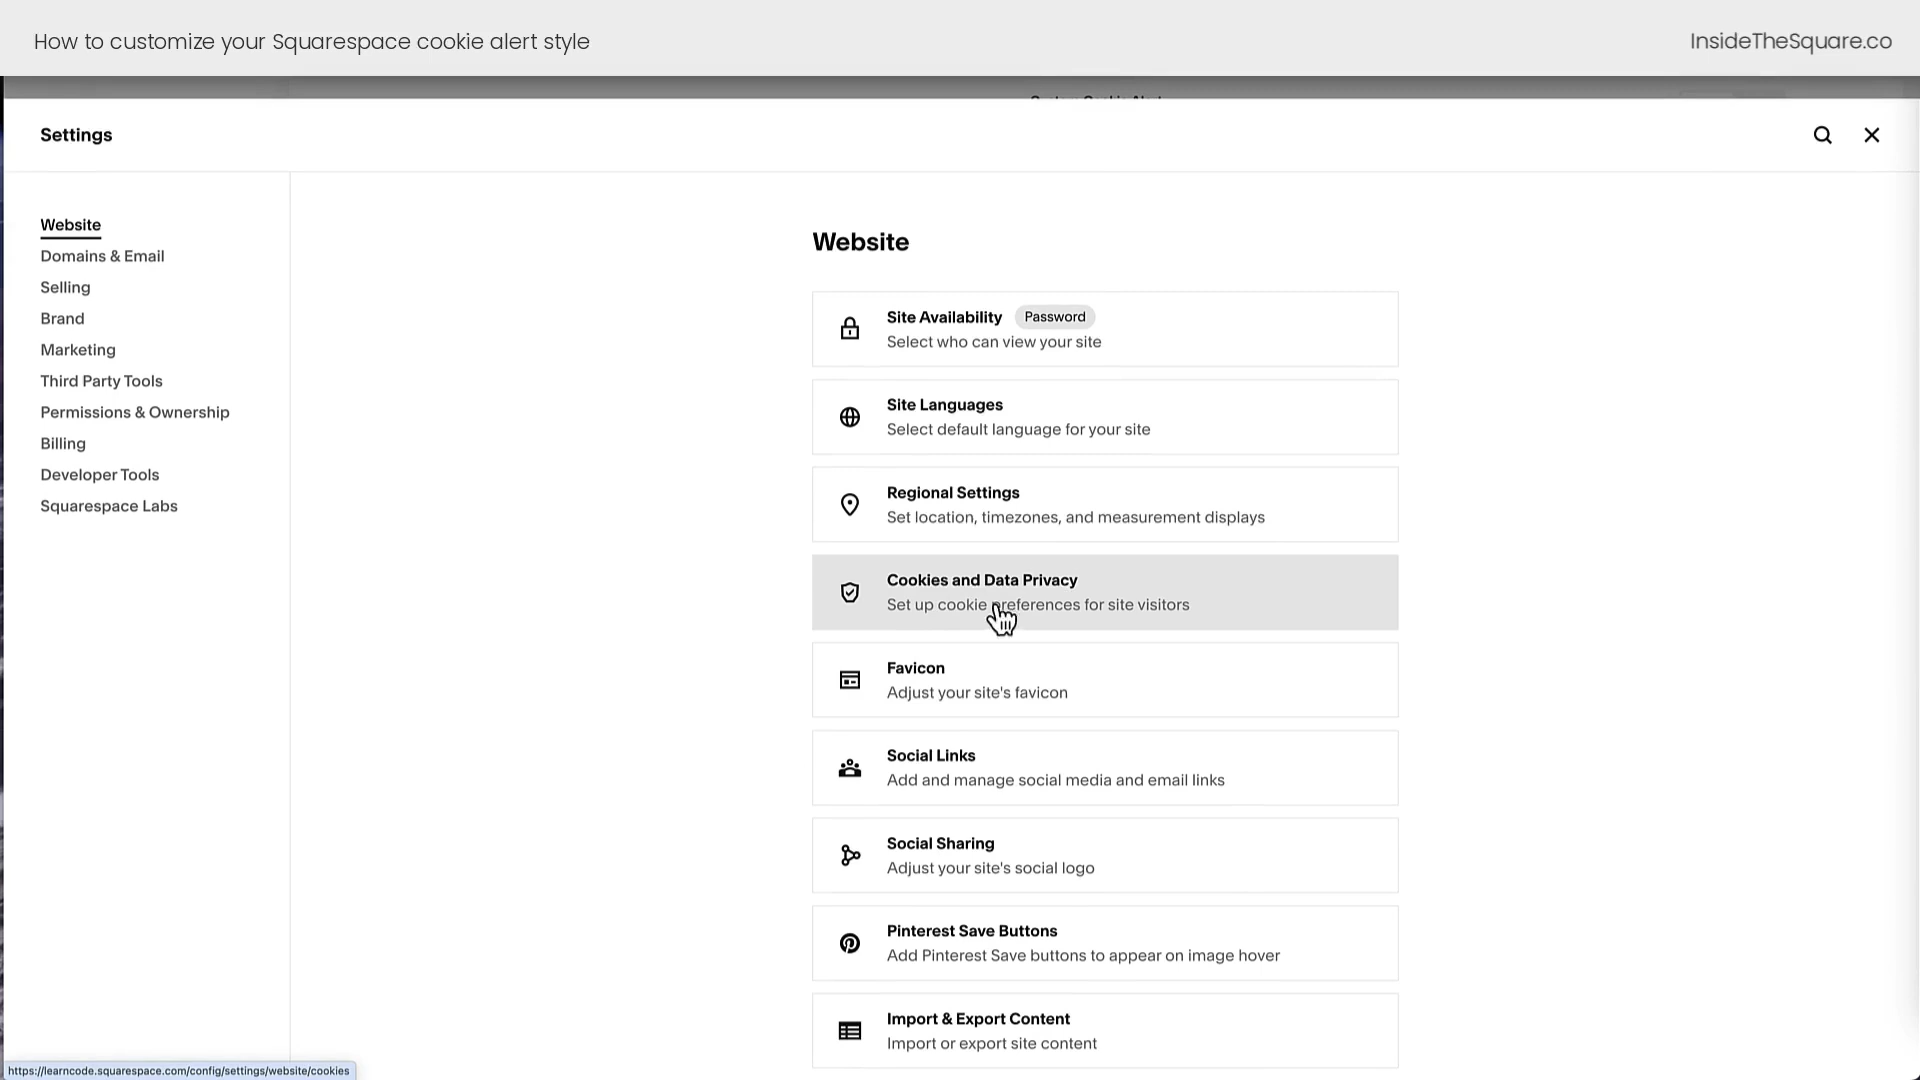 How to customize your Squarespace cookie alert style
InsideTheSquare.co
Settings
Website
Domains & Email
Selling
Brand
Marketing
Third Party Tools
Permissions & Ownership
Billing
Developer Tools
Squarespace Labs
Website
Site Availability Password
Select who can view your site
Site Languages
Select default language for your site
Regional Settings
Set location, timezones, and measurement displays
Cookies and Data Privacy
Set up cookie preferences for site visitors
Favicon
Adjust your site's favicon
Social Links
Add and manage social media and email links
Social Sharing
Adjust your site's social logo
Pinterest Save Buttons
Add Pinterest Save buttons to appear on image hover
Import & Export Content
Import or export site content
https://learncode.squarespace.com/config/settings/website/cookies